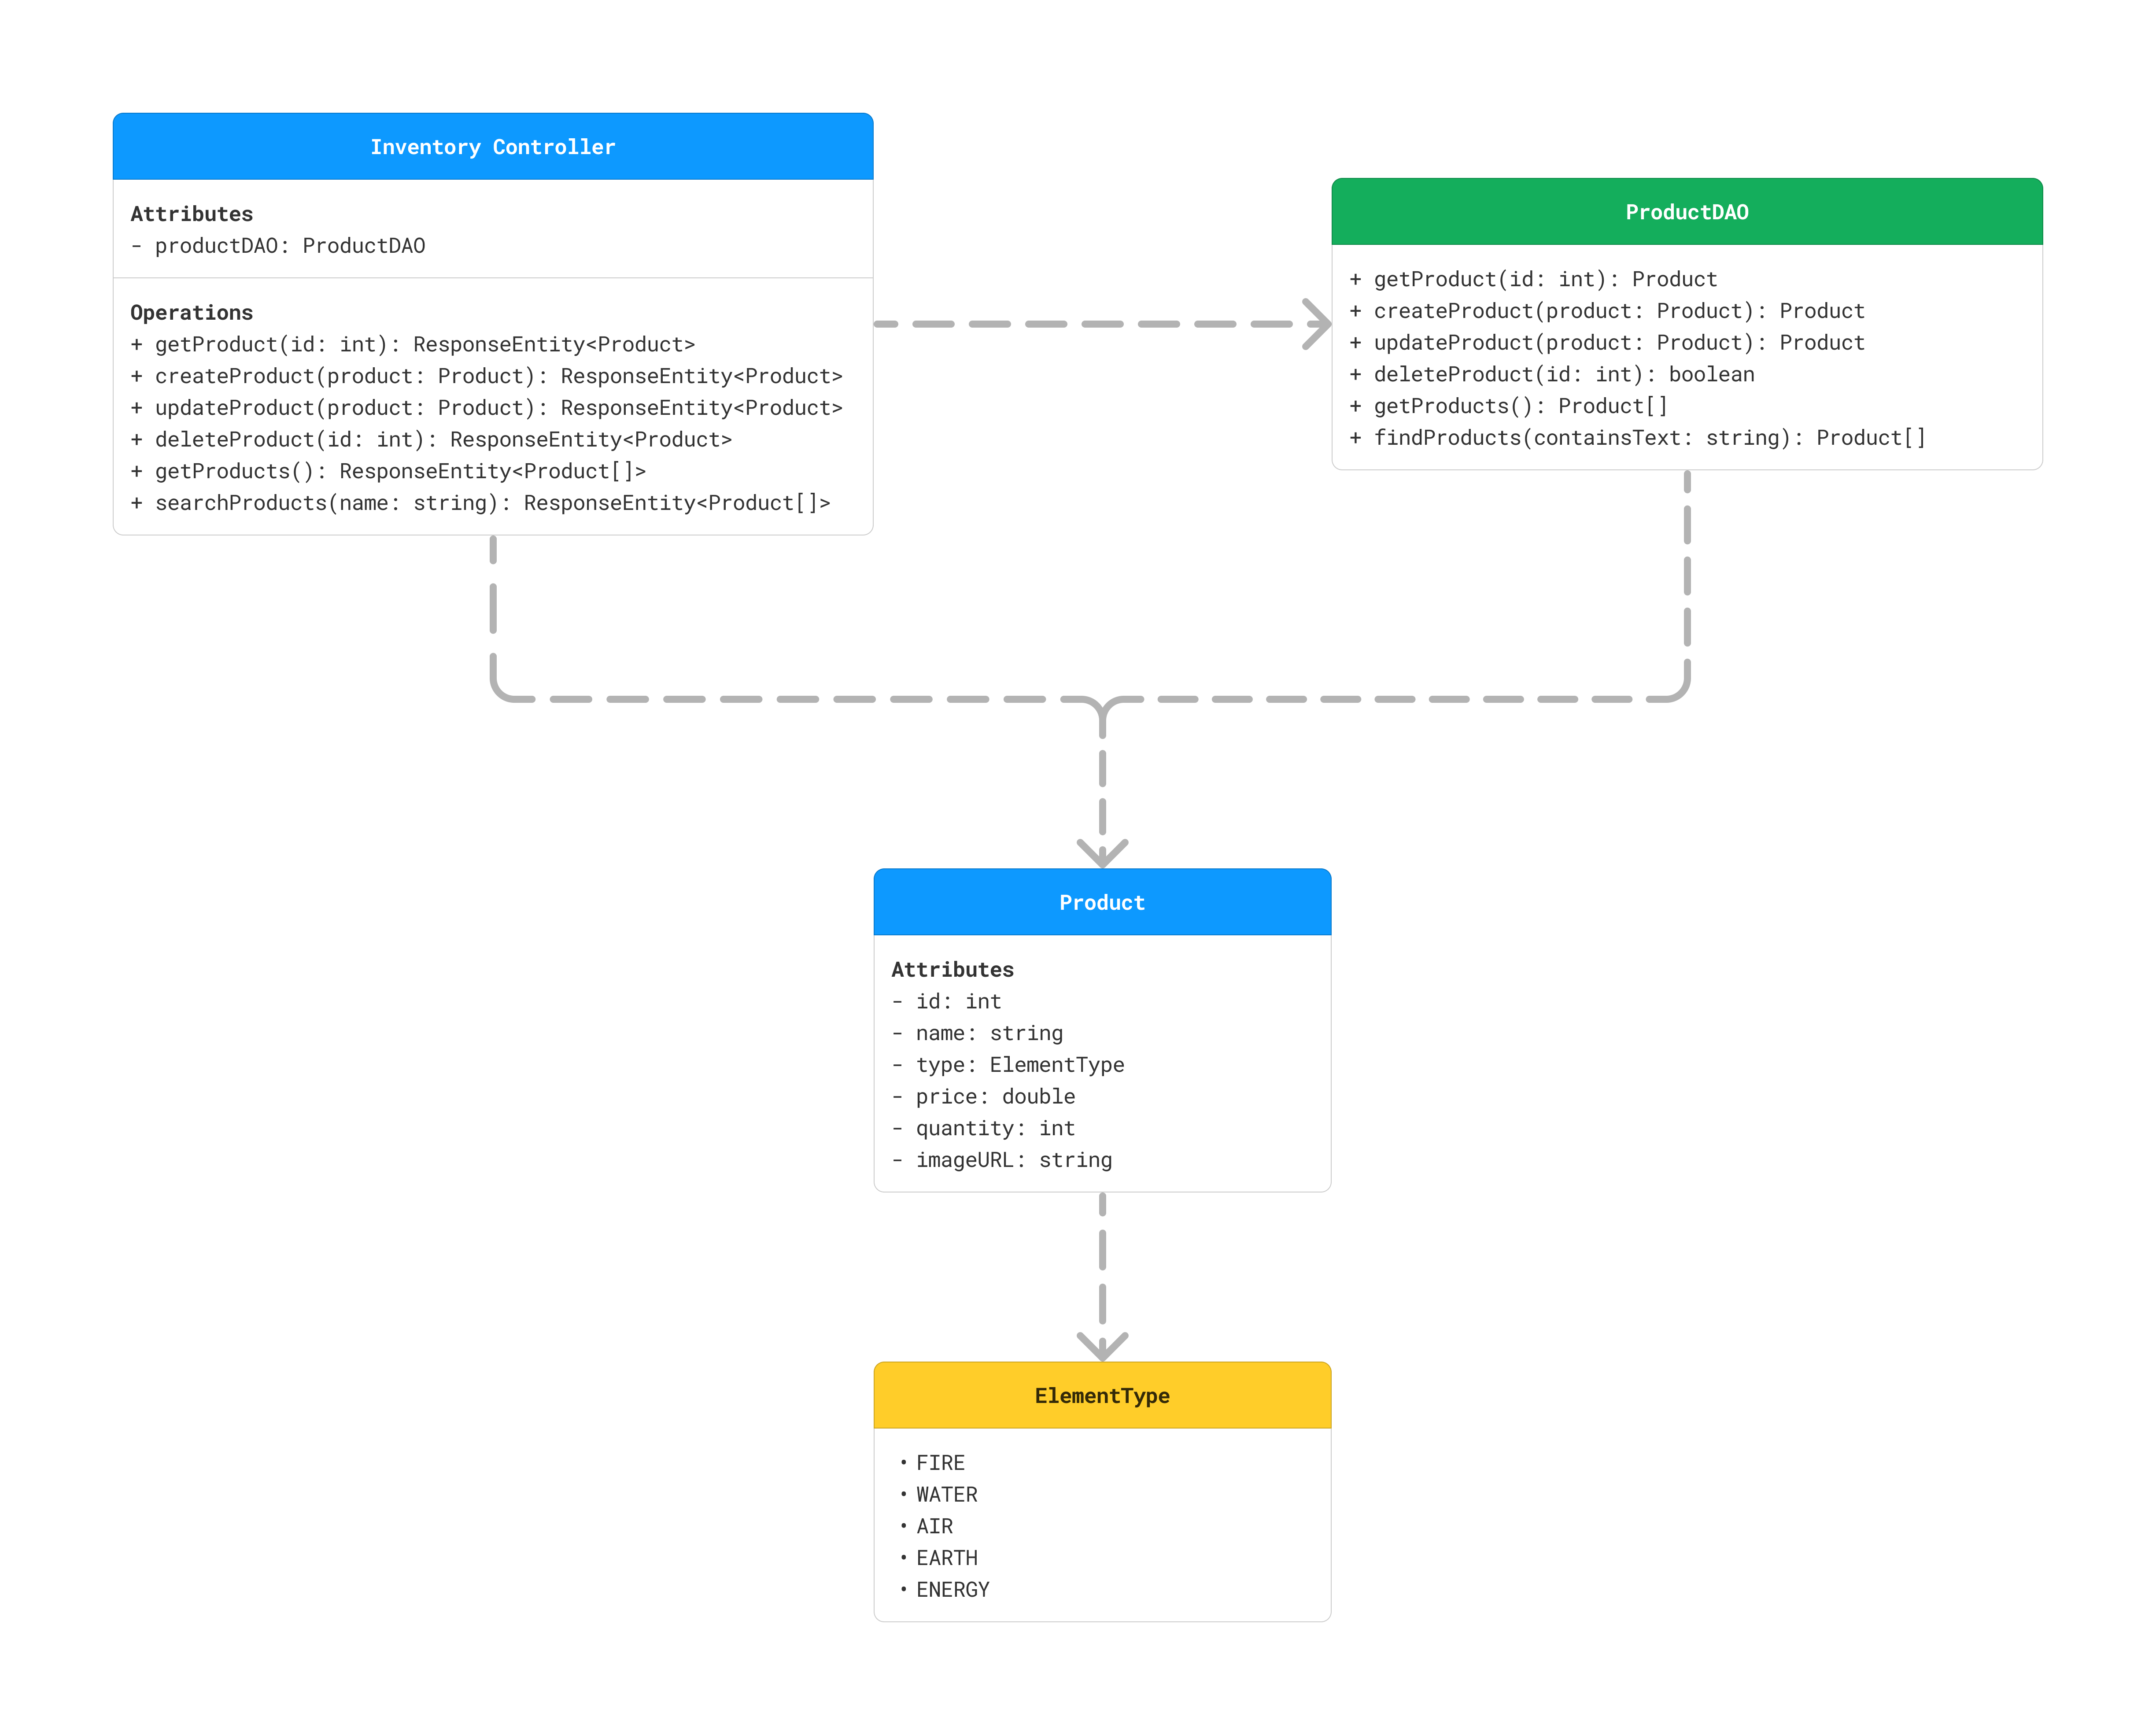 Inventory Controller
Attributes
- productDAO: ProductDAO
Operations
+ getProduct(id: int): ResponseEntity<Product>
+ createProduct(product: Product): ResponseEntity<Product>
+ updateProduct(product: Product): ResponseEntity<Product>
+ deleteProduct(id: int): ResponseEntity<Product>
+ getProducts(): ResponseEntity<Product[]>
+ searchProducts(name: string): ResponseEntity<Product[]>
ProductDAO
+ getProduct(id: int): Product
+ createProduct(product: Product): Product
+ updateProduct(product: Product): Product
+ deleteProduct(id: int): boolean
+ getProducts(): Product[]
+ findProducts(containsText: string): Product[]
Product
Attributes
- id: int
- name: string
- type: ElementType
- price: double
- quantity: int
- imageURL: string
ElementType
• FIRE
• WATER
• AIR
• EARTH
• ENERGY